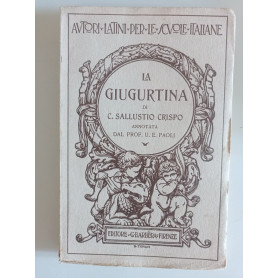 AVTORI·LATINI·PER·LE·SCVOLE·ITALIANE
LA
GIUGURTINA
DI
C. SALLUSTIO CRISPO
ANNOTATA
DAL PROF. U. E. PAOLI
EDITORE·G·BARBÈRA·FIRENZE